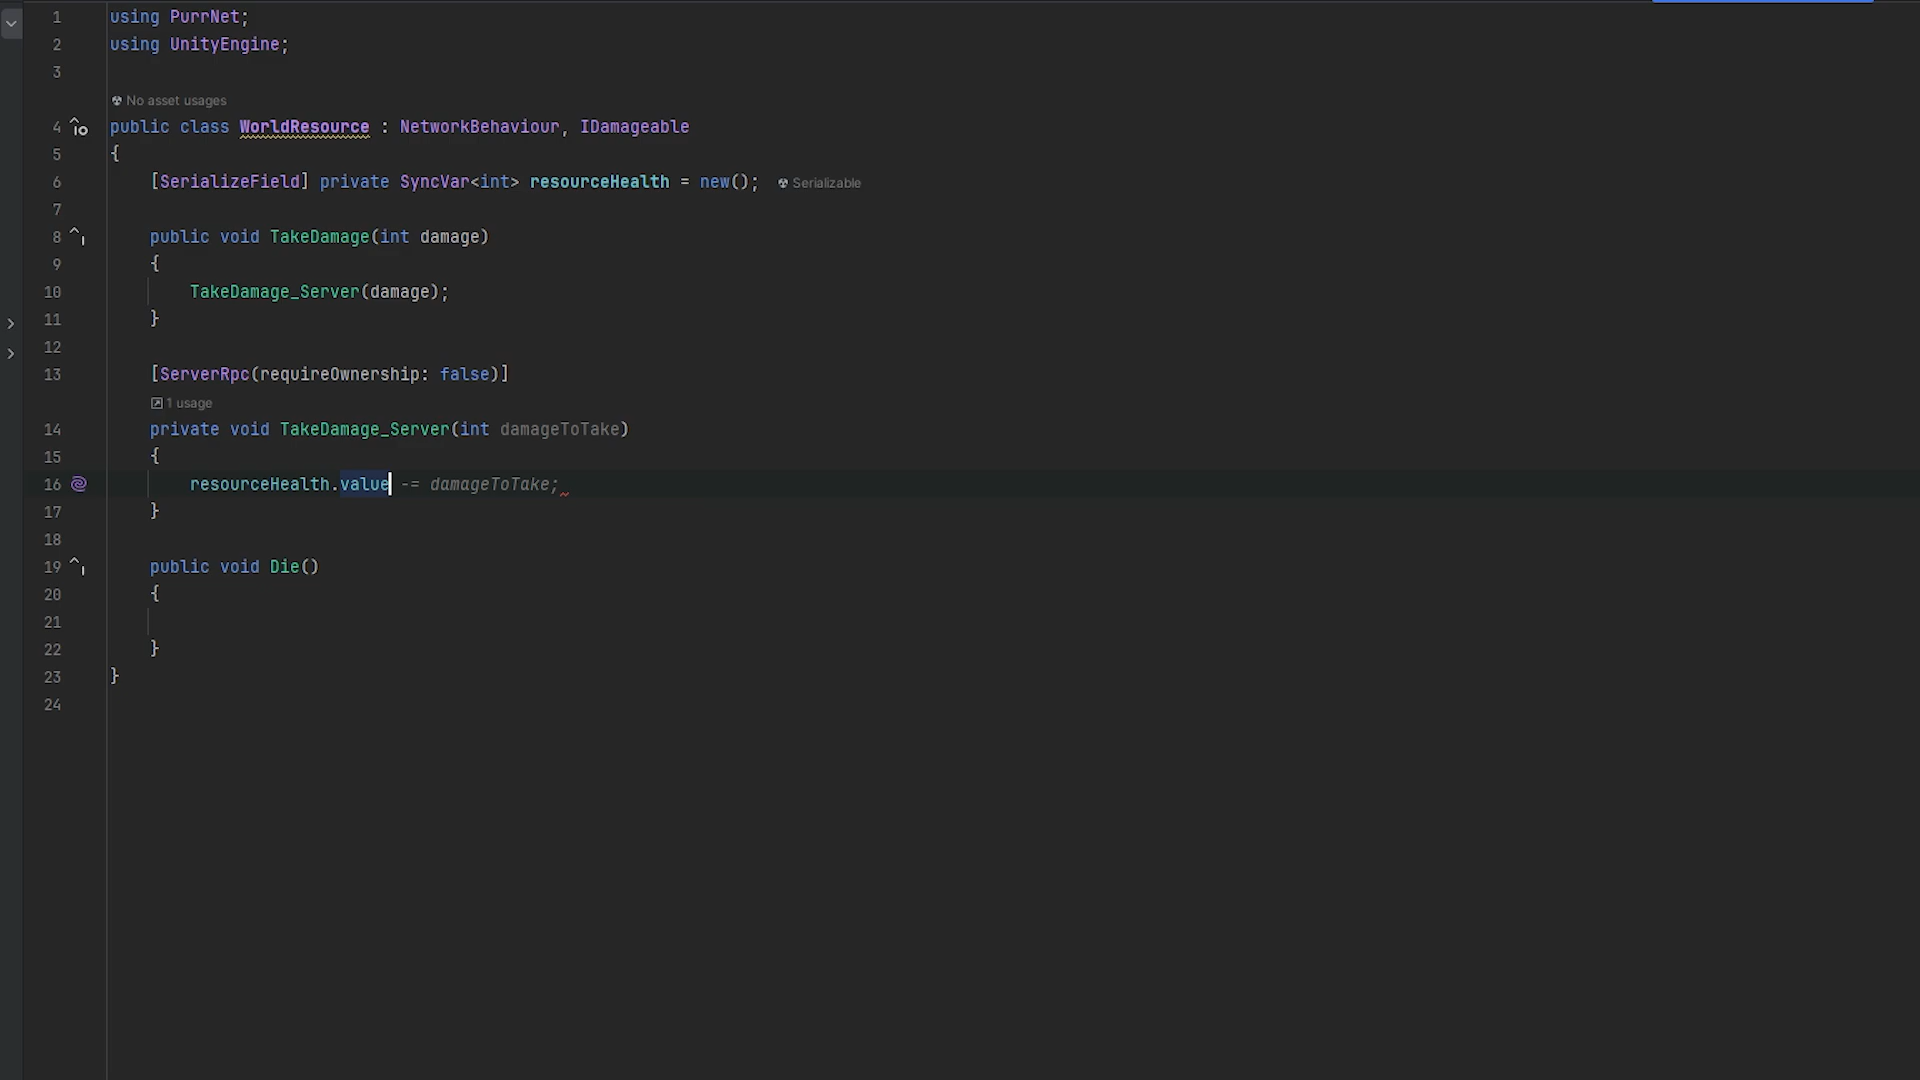 1 using PurrNet;
2 using UnityEngine;
3
No asset usages
4 public class WorldResource : NetworkBehaviour, IDamageable
5 {
6 [SerializeField] private SyncVar<int> resourceHealth = new(); Serializable
7
8 public void TakeDamage(int damage)
9 {
10 TakeDamage_Server(damage);
11 }
12
13 [ServerRpc(requireOwnership: false)]
1 usage
14 private void TakeDamage_Server(int damageToTake)
15 {
16 resourceHealth.value -= damageToTake;
17 }
18
19 public void Die()
20 {
21
22 }
23 }
24